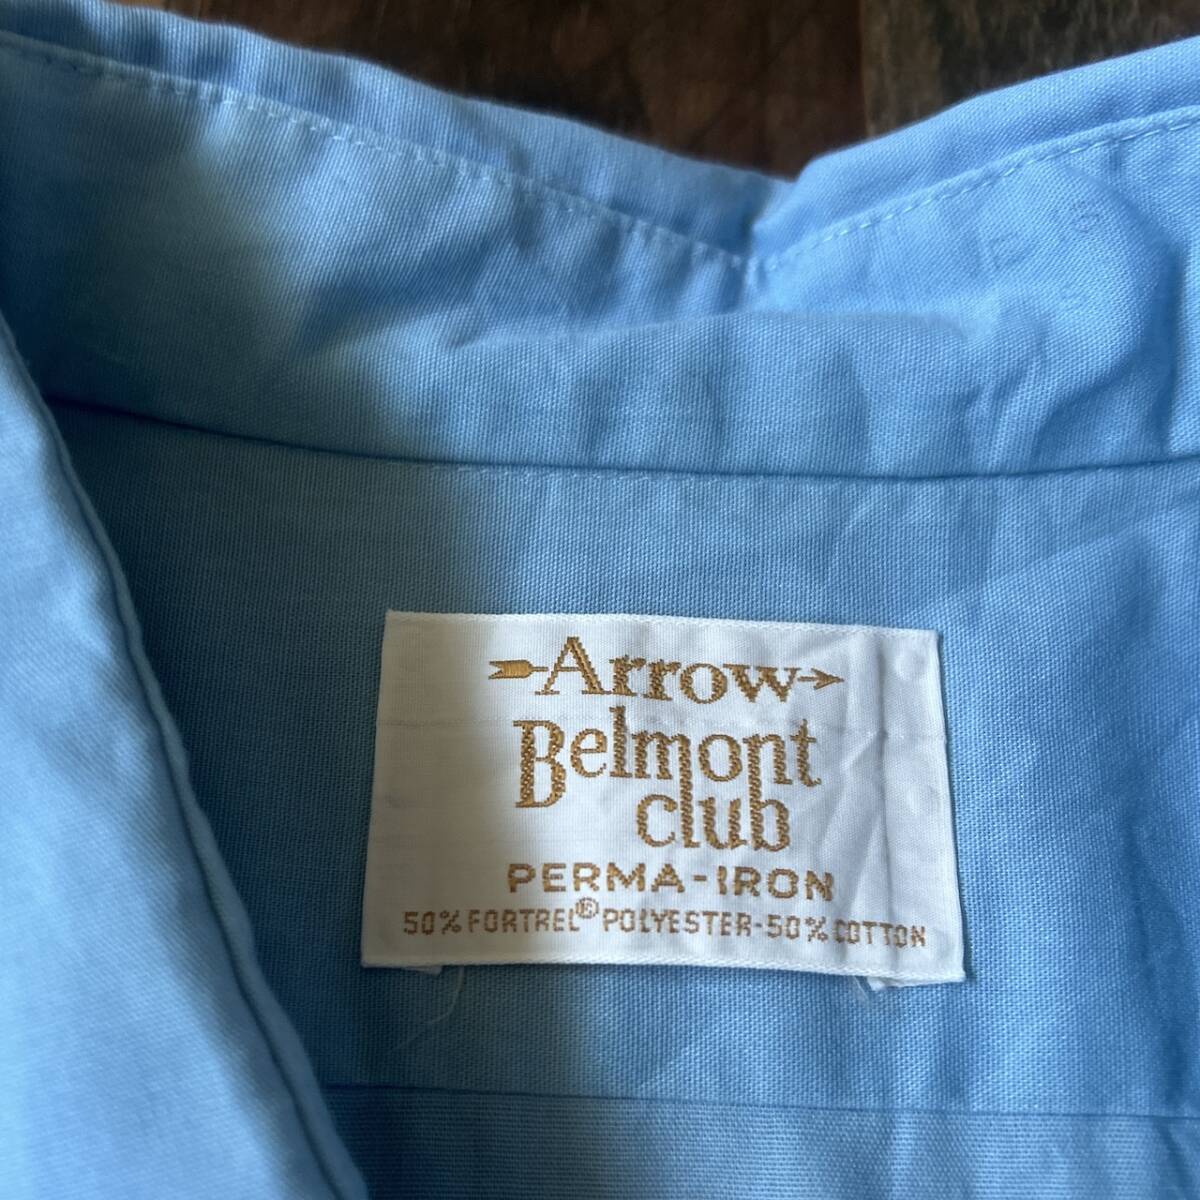 Arrow
Belmont
club
PERMA-IRON
50% FORTREL® POLYESTER-50% COTTON